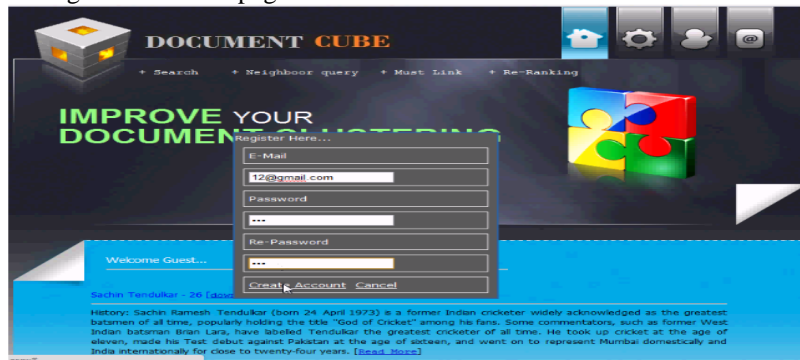 DOCUMENT CUBE
@
+ Search + Neighboor query + Must Link + Re-Ranking
IMPROVE YOUR
DOCUMENT CLUSTERING
Register Here...
E-Mail
12@gmail.com
Password
•••
Re-Password
•••
Create Account Cancel
Welcome Guest...
Sachin Tendulkar - 26 [dow
History: Sachin Ramesh Tendulkar (born 24 April 1973) is a former Indian cricketer widely acknowledged as the greatest
batsmen of all time, popularly holding the title "God of Cricket" among his fans. Some commentators, such as former West
Indian batsman Brian Lara, have labelled Tendulkar the greatest cricketer of all time. He took up cricket at the age of
eleven, made his Test debut against Pakistan at the age of sixteen, and went on to represent Mumbai domestically and
India internationally for close to twenty-four years. [Read More]